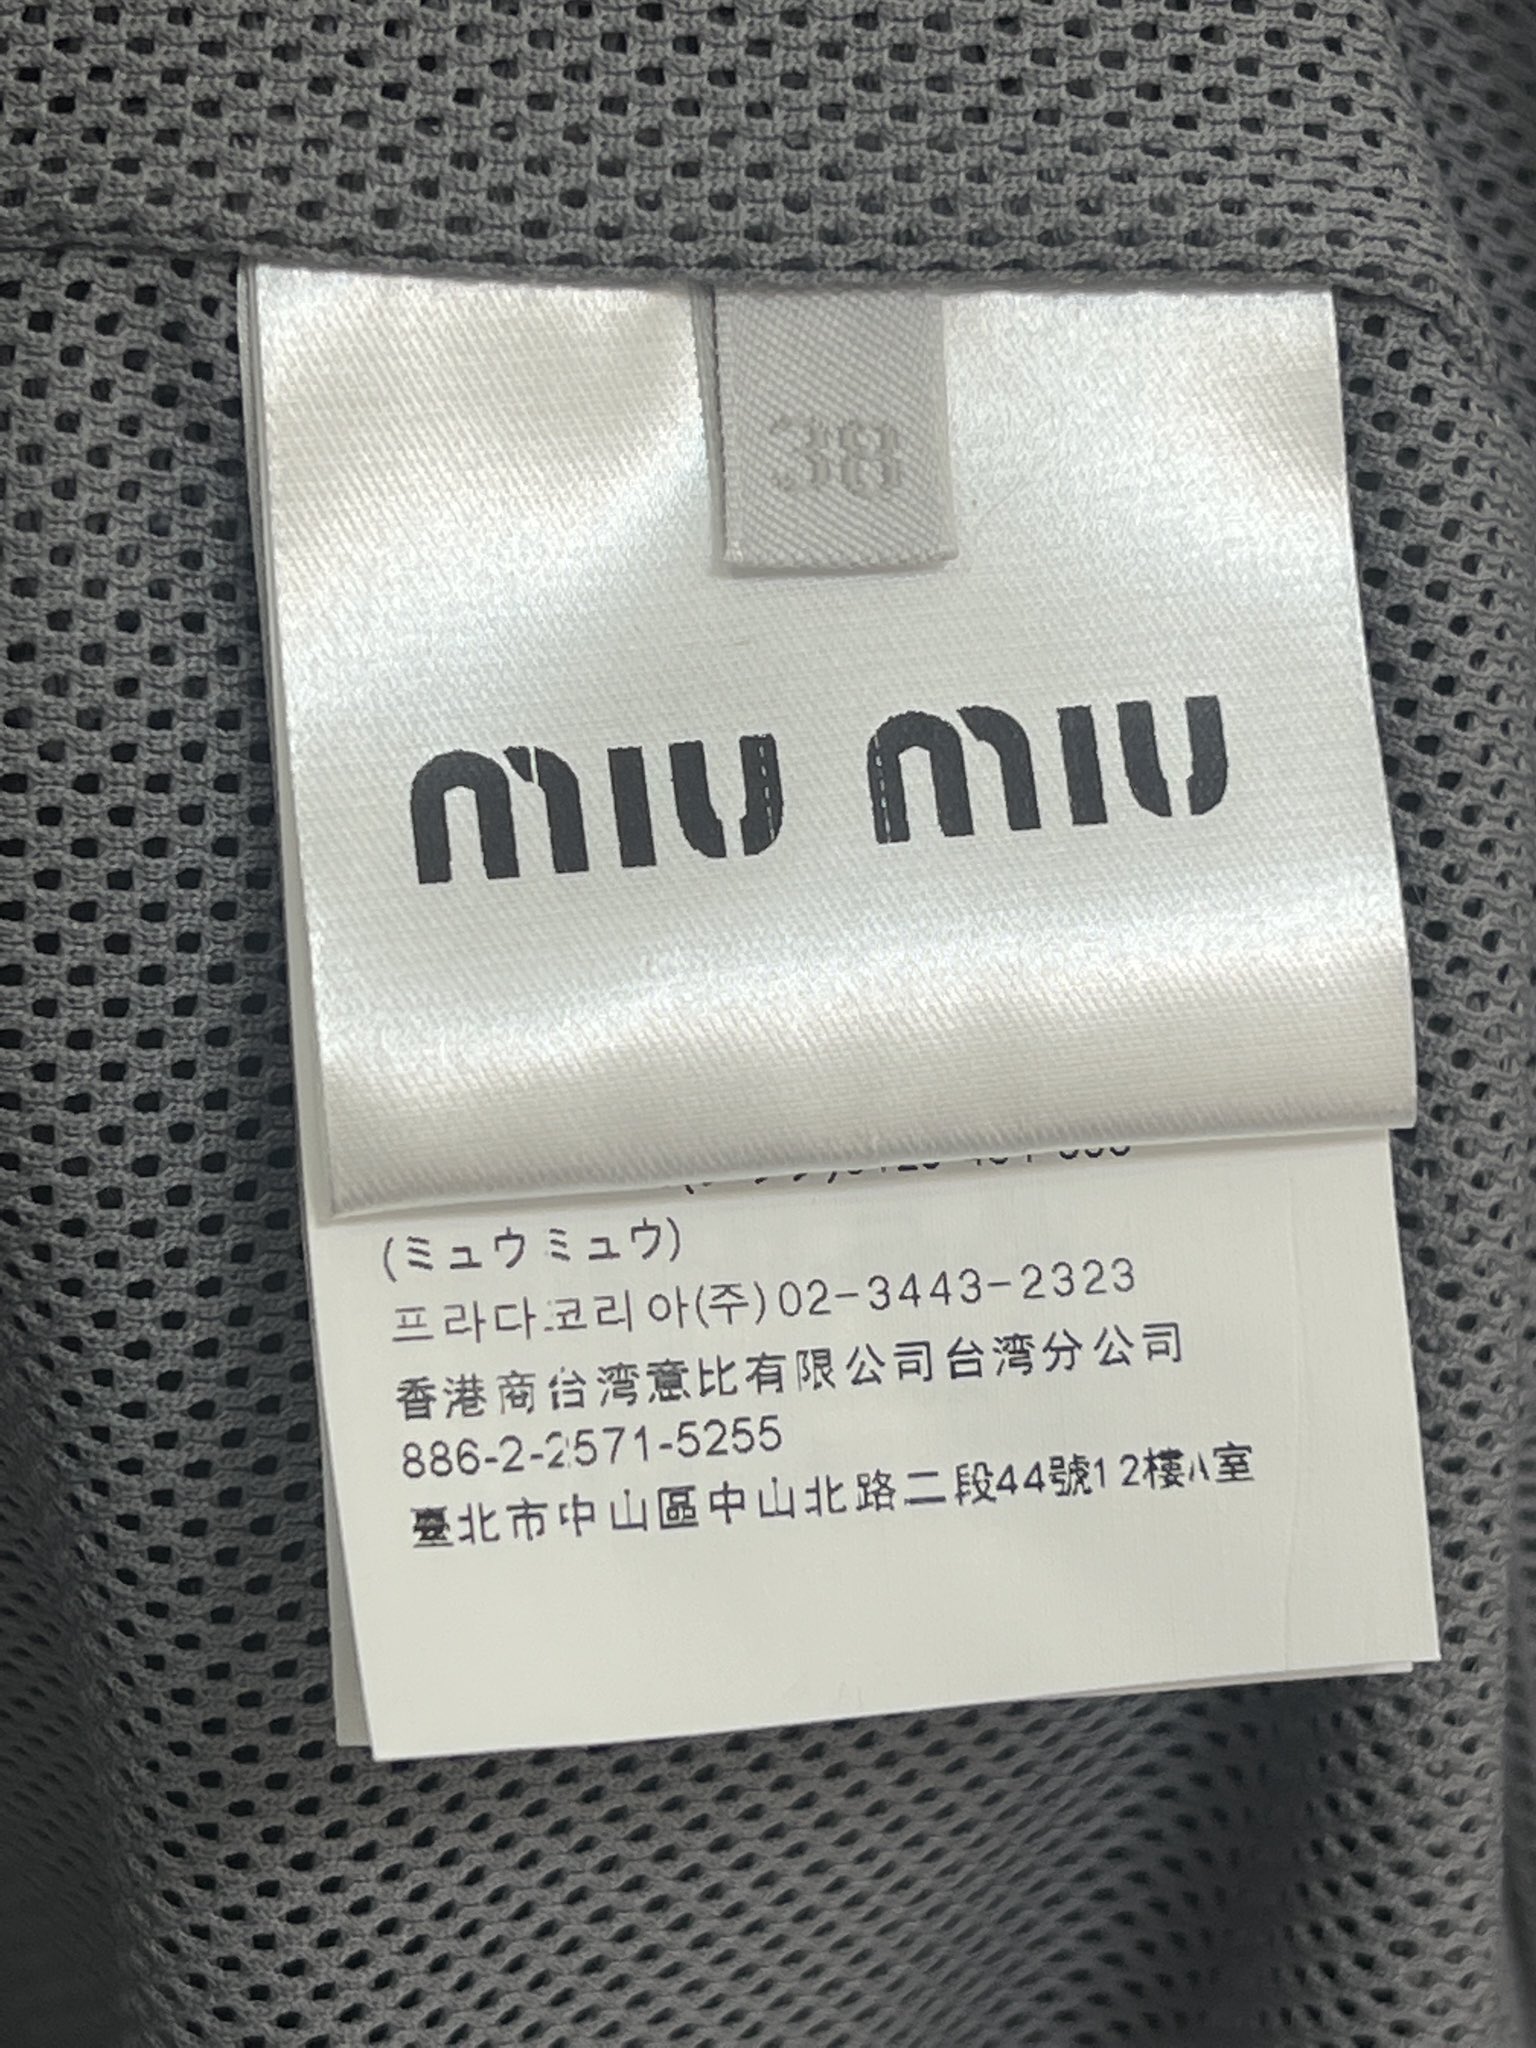 38
MIU MIU
(ミュウミュウ)
프라다코리아(주)02-3443-2323
香港商台湾意比有限公司台湾分公司
886-2-2571-5255
臺北市中山區中山北路二段44號12樓A室